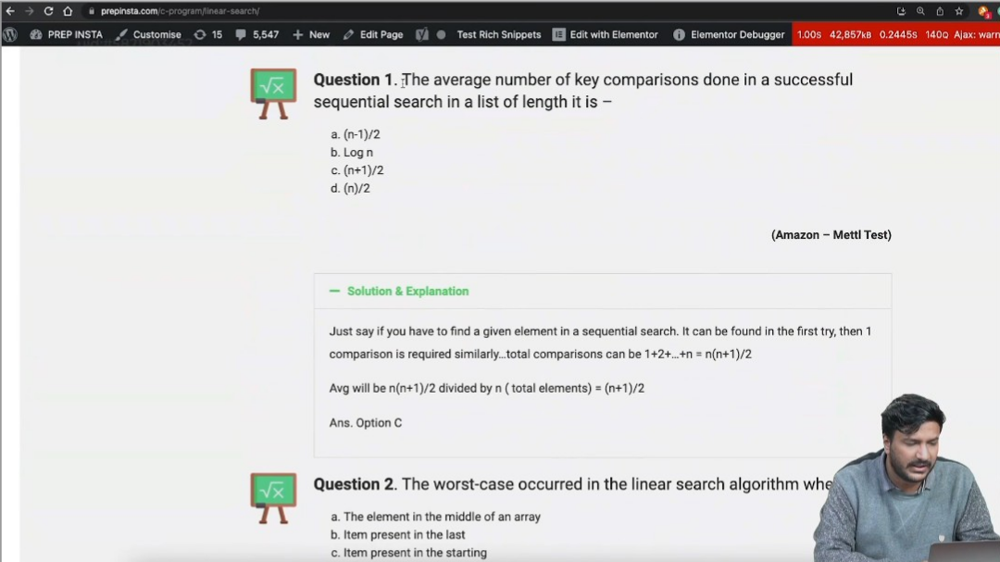 prepinsta.com/c-program/linear-search/
PREP INSTA Customise 15 5,547 New Edit Page Test Rich Snippets Edit with Elementor Elementor Debugger 1.00s 42,857KB 0.2445s 140Q Ajax: warn
Question 1. The average number of key comparisons done in a successful
sequential search in a list of length it is –
a. (n-1)/2
b. Log n
c. (n+1)/2
d. (n)/2
(Amazon – Mettl Test)
Solution & Explanation
Just say if you have to find a given element in a sequential search. It can be found in the first try, then 1
comparison is required similarly...total comparisons can be 1+2+...+n = n(n+1)/2
Avg will be n(n+1)/2 divided by n ( total elements) = (n+1)/2
Ans. Option C
Question 2. The worst-case occurred in the linear search algorithm whe
a. The element in the middle of an array
b. Item present in the last
c. Item present in the starting